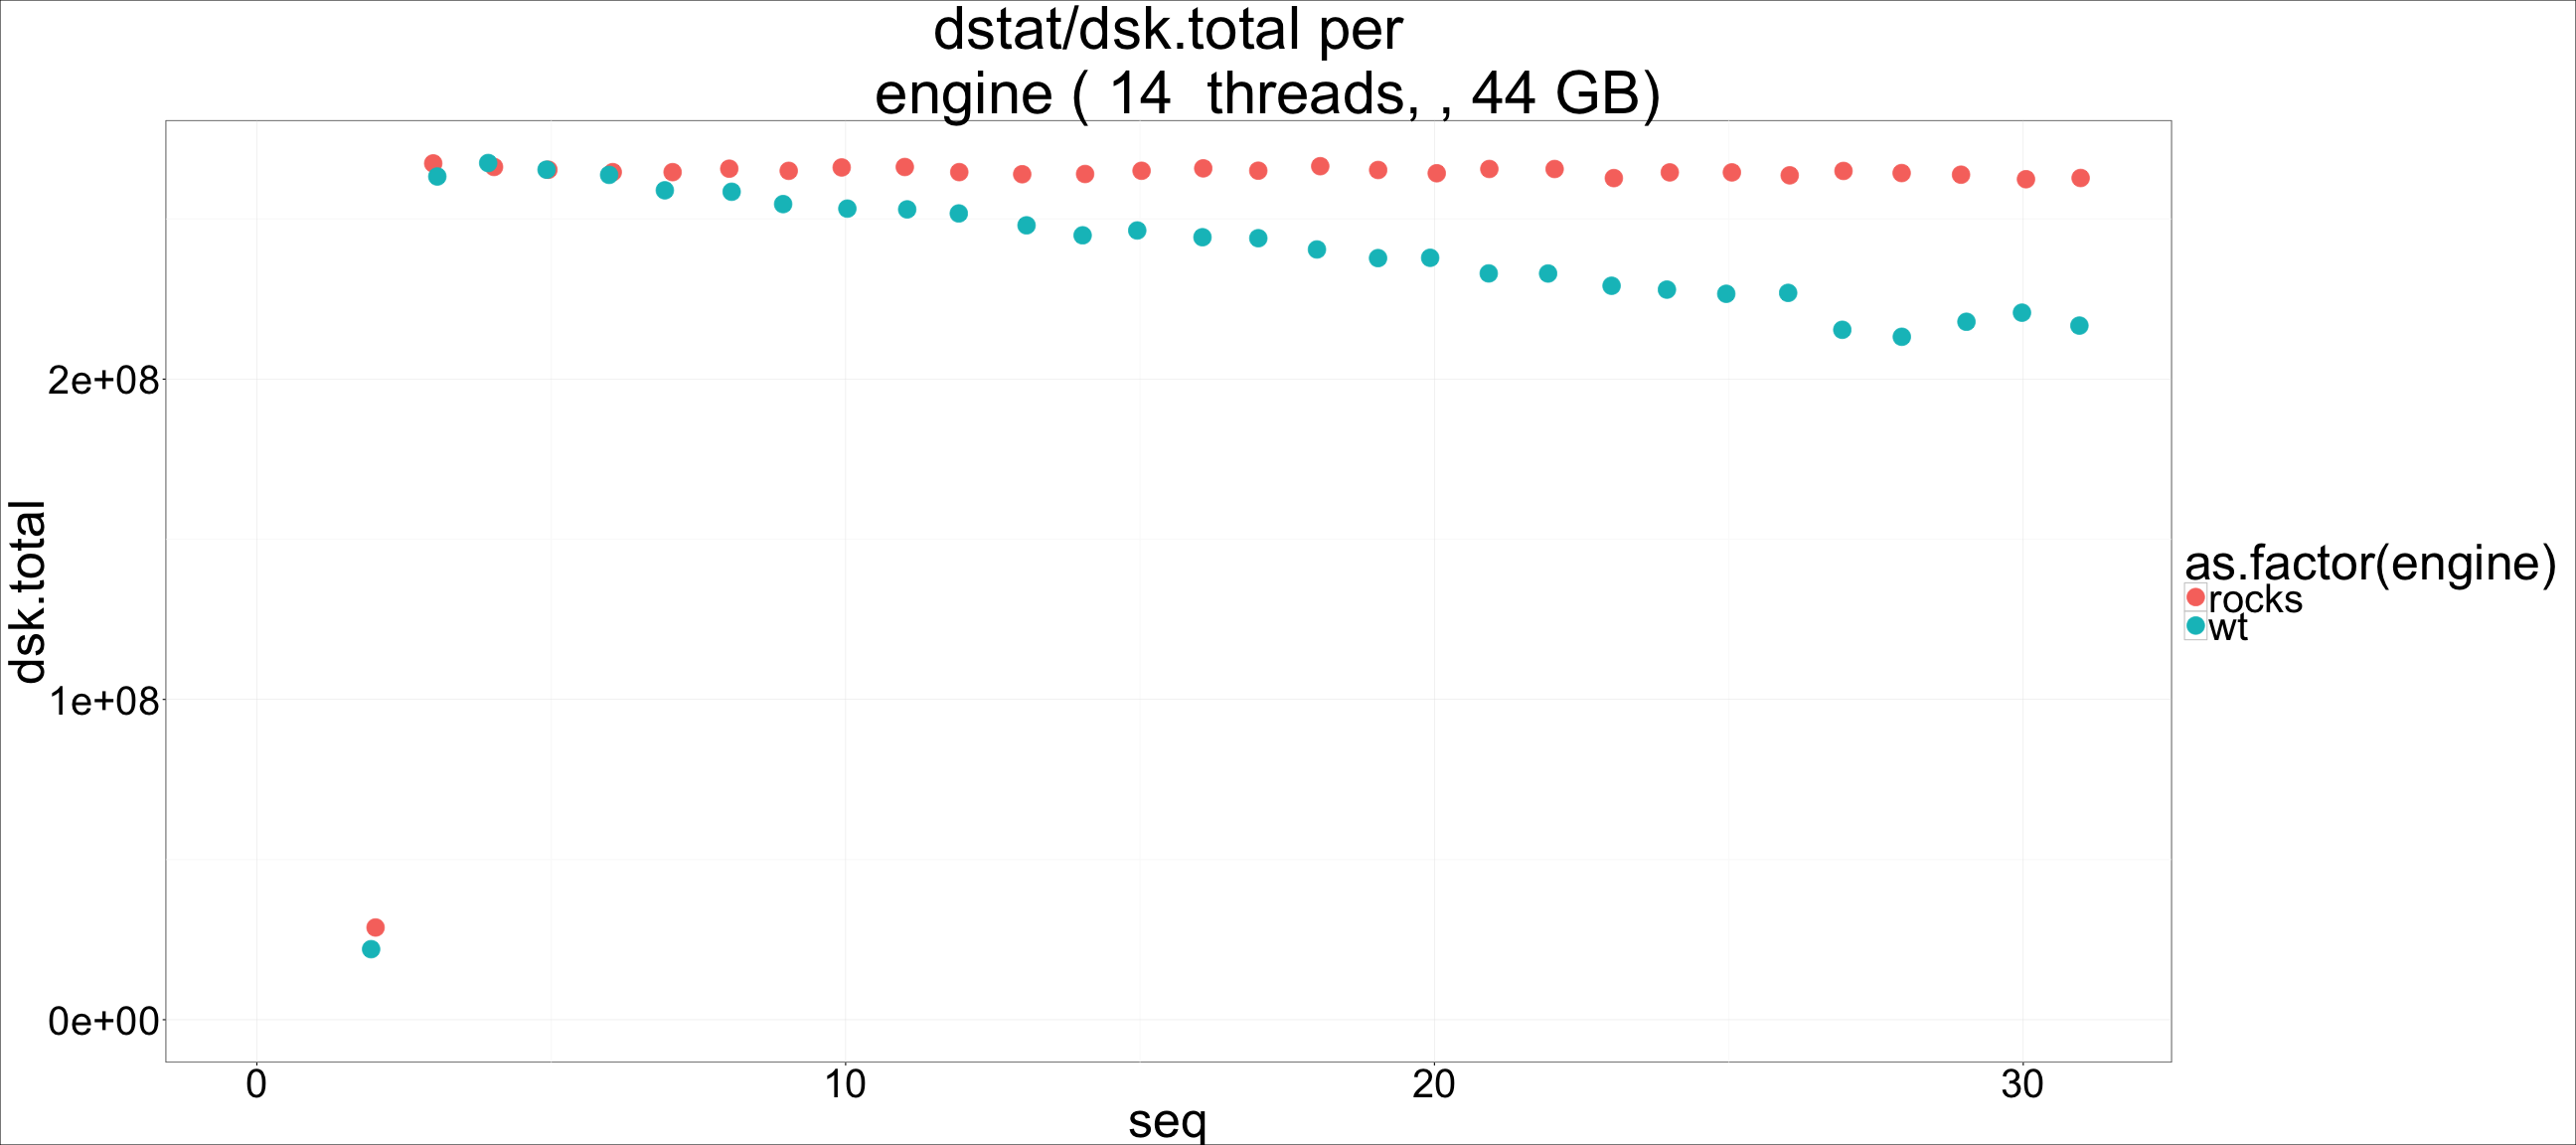 dstat/dsk.total per
engine ( 14  threads, , 44 GB)
dsk.total
2e+08
1e+08
0e+00
0
10
20
30
seq
as.factor(engine)
rocks
wt